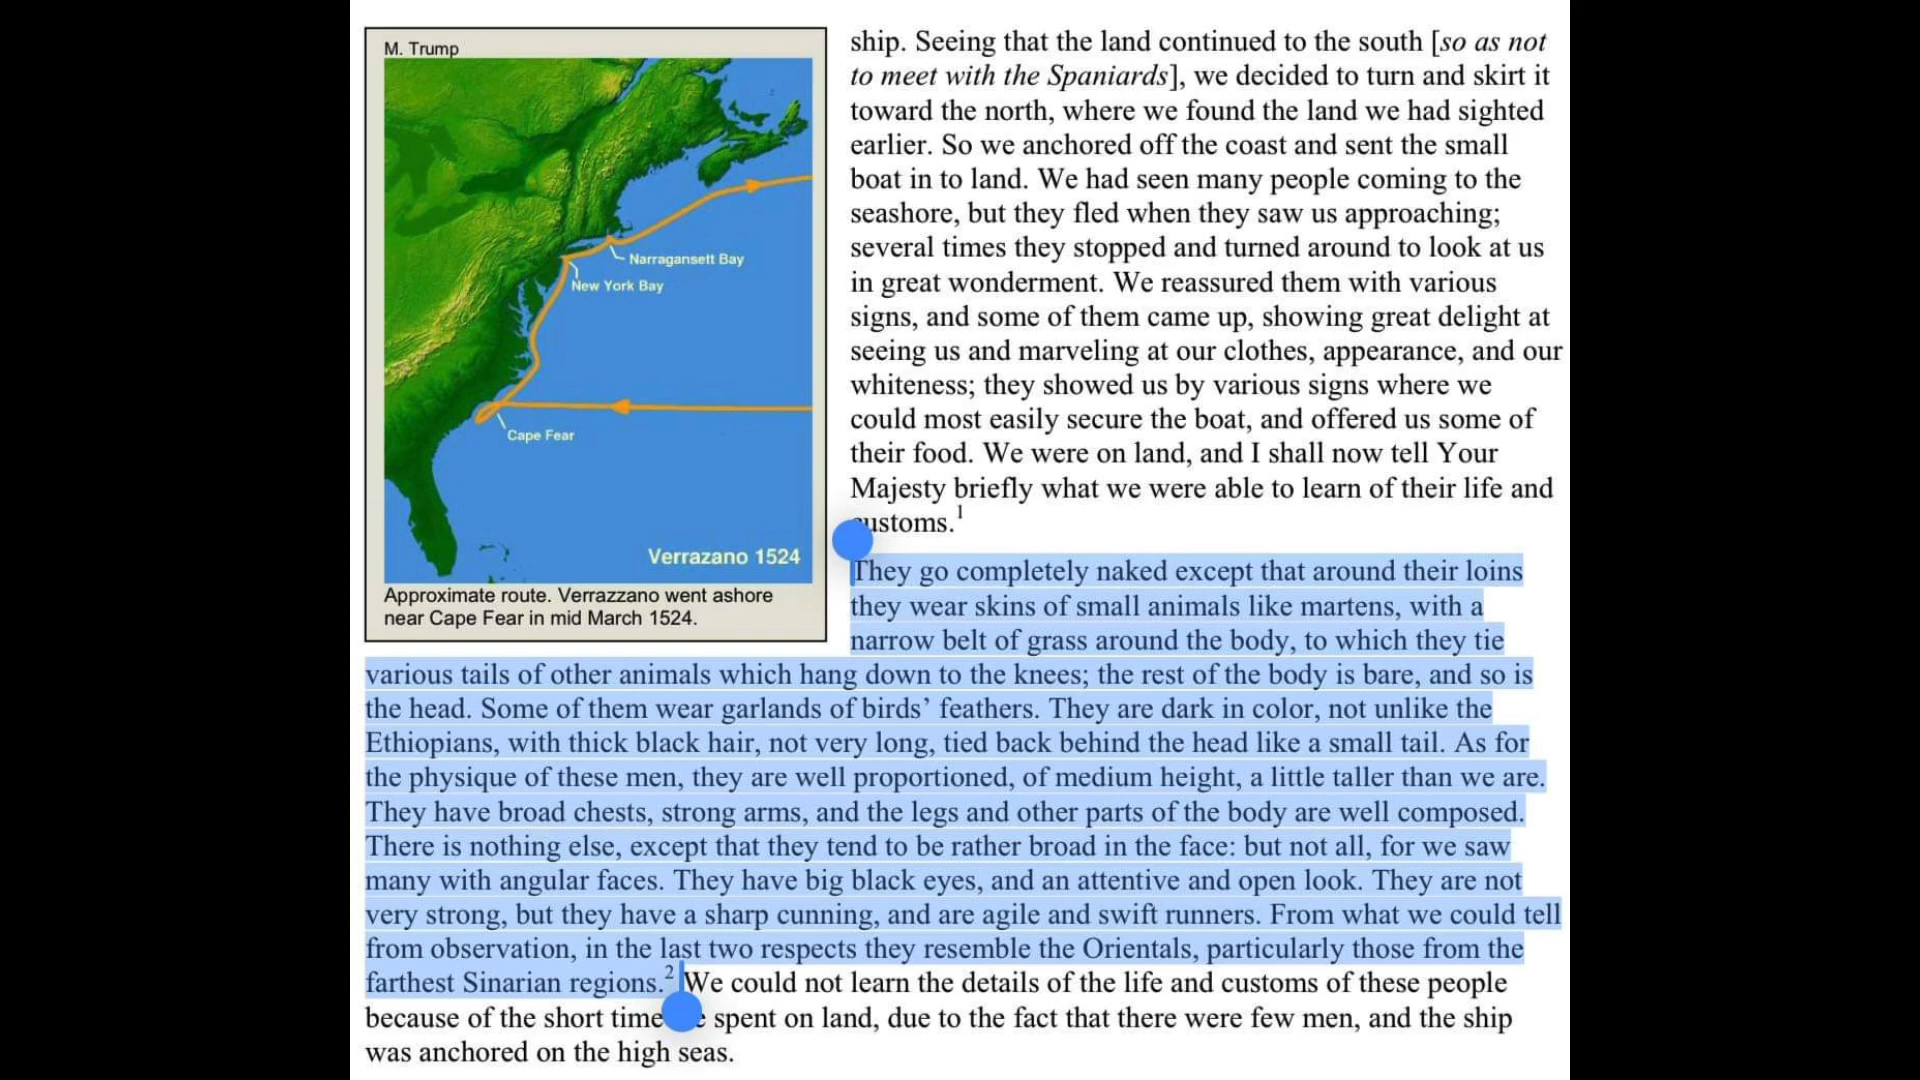 M. Trump
Narragansett Bay
New York Bay
Cape Fear
Verrazano 1524
Approximate route. Verrazzano went ashore
near Cape Fear in mid March 1524.
ship. Seeing that the land continued to the south [so as not
to meet with the Spaniards], we decided to turn and skirt it
toward the north, where we found the land we had sighted
earlier. So we anchored off the coast and sent the small
boat in to land. We had seen many people coming to the
seashore, but they fled when they saw us approaching;
several times they stopped and turned around to look at us
in great wonderment. We reassured them with various
signs, and some of them came up, showing great delight at
seeing us and marveling at our clothes, appearance, and our
whiteness; they showed us by various signs where we
could most easily secure the boat, and offered us some of
their food. We were on land, and I shall now tell Your
Majesty briefly what we were able to learn of their life and
customs.1
They go completely naked except that around their loins
they wear skins of small animals like martens, with a
narrow belt of grass around the body, to which they tie
various tails of other animals which hang down to the knees; the rest of the body is bare, and so is
the head. Some of them wear garlands of birds’ feathers. They are dark in color, not unlike the
Ethiopians, with thick black hair, not very long, tied back behind the head like a small tail. As for
the physique of these men, they are well proportioned, of medium height, a little taller than we are.
They have broad chests, strong arms, and the legs and other parts of the body are well composed.
There is nothing else, except that they tend to be rather broad in the face: but not all, for we saw
many with angular faces. They have big black eyes, and an attentive and open look. They are not
very strong, but they have a sharp cunning, and are agile and swift runners. From what we could tell
from observation, in the last two respects they resemble the Orientals, particularly those from the
farthest Sinarian regions.2 We could not learn the details of the life and customs of these people
because of the short time spent on land, due to the fact that there were few men, and the ship
was anchored on the high seas.